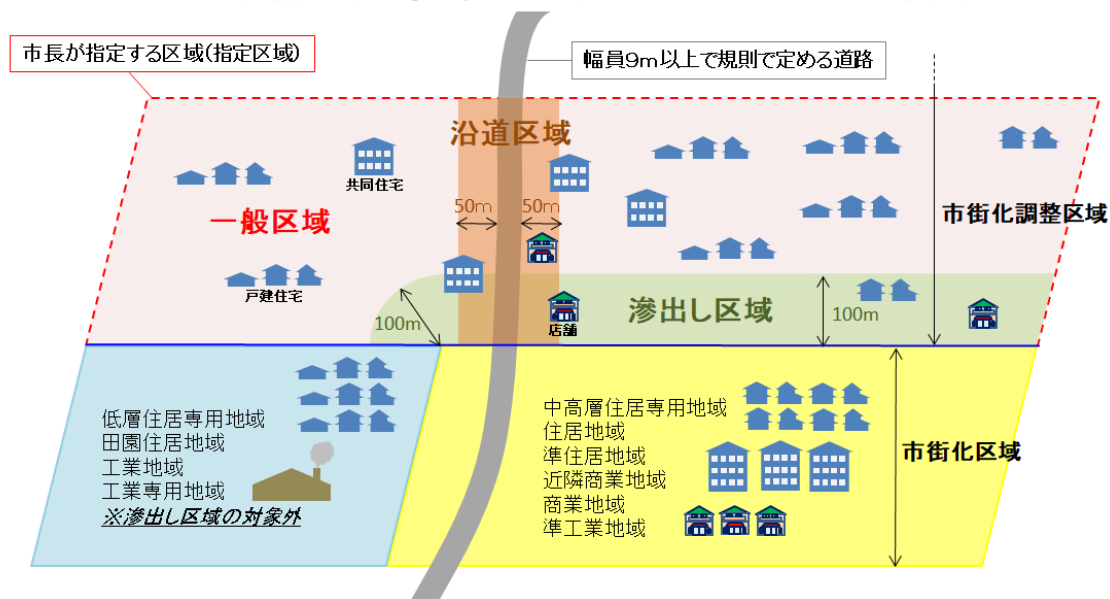 市長が指定する区域(指定区域)
幅員9m以上で規則で定める道路
沿道区域
共同住宅
50m
50m
一般区域
市街化調整区域
戸建住宅
滲出し区域
100m
100m
店舗
低層住居専用地域
田園住居地域
工業地域
工業専用地域
※滲出し区域の対象外
中高層住居専用地域
住居地域
準住居地域
近隣商業地域
商業地域
準工業地域
市街化区域